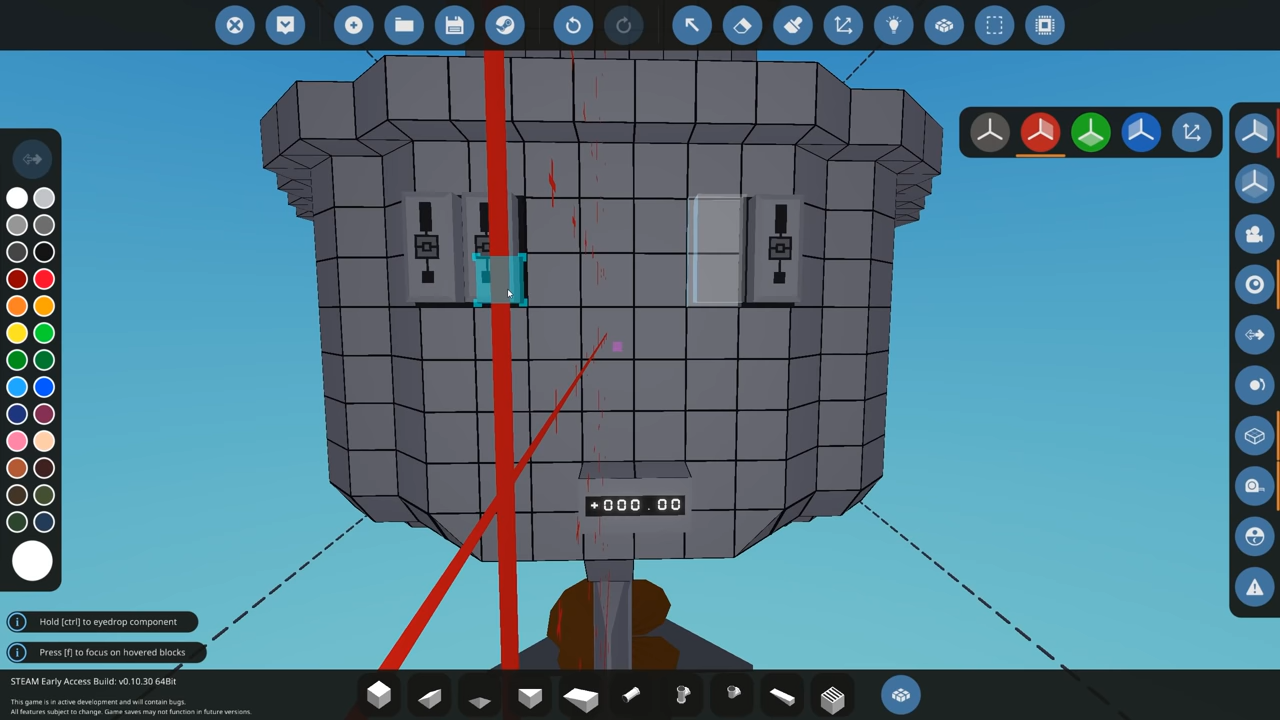 +000.00
Hold [ctrl] to eyedrop component
Press [f] to focus on hovered blocks
STEAM Early Access Build: v0.10.30 64Bit
This game is in active development and will contain bugs.
All features subject to change. Game saves may not function in future versions.